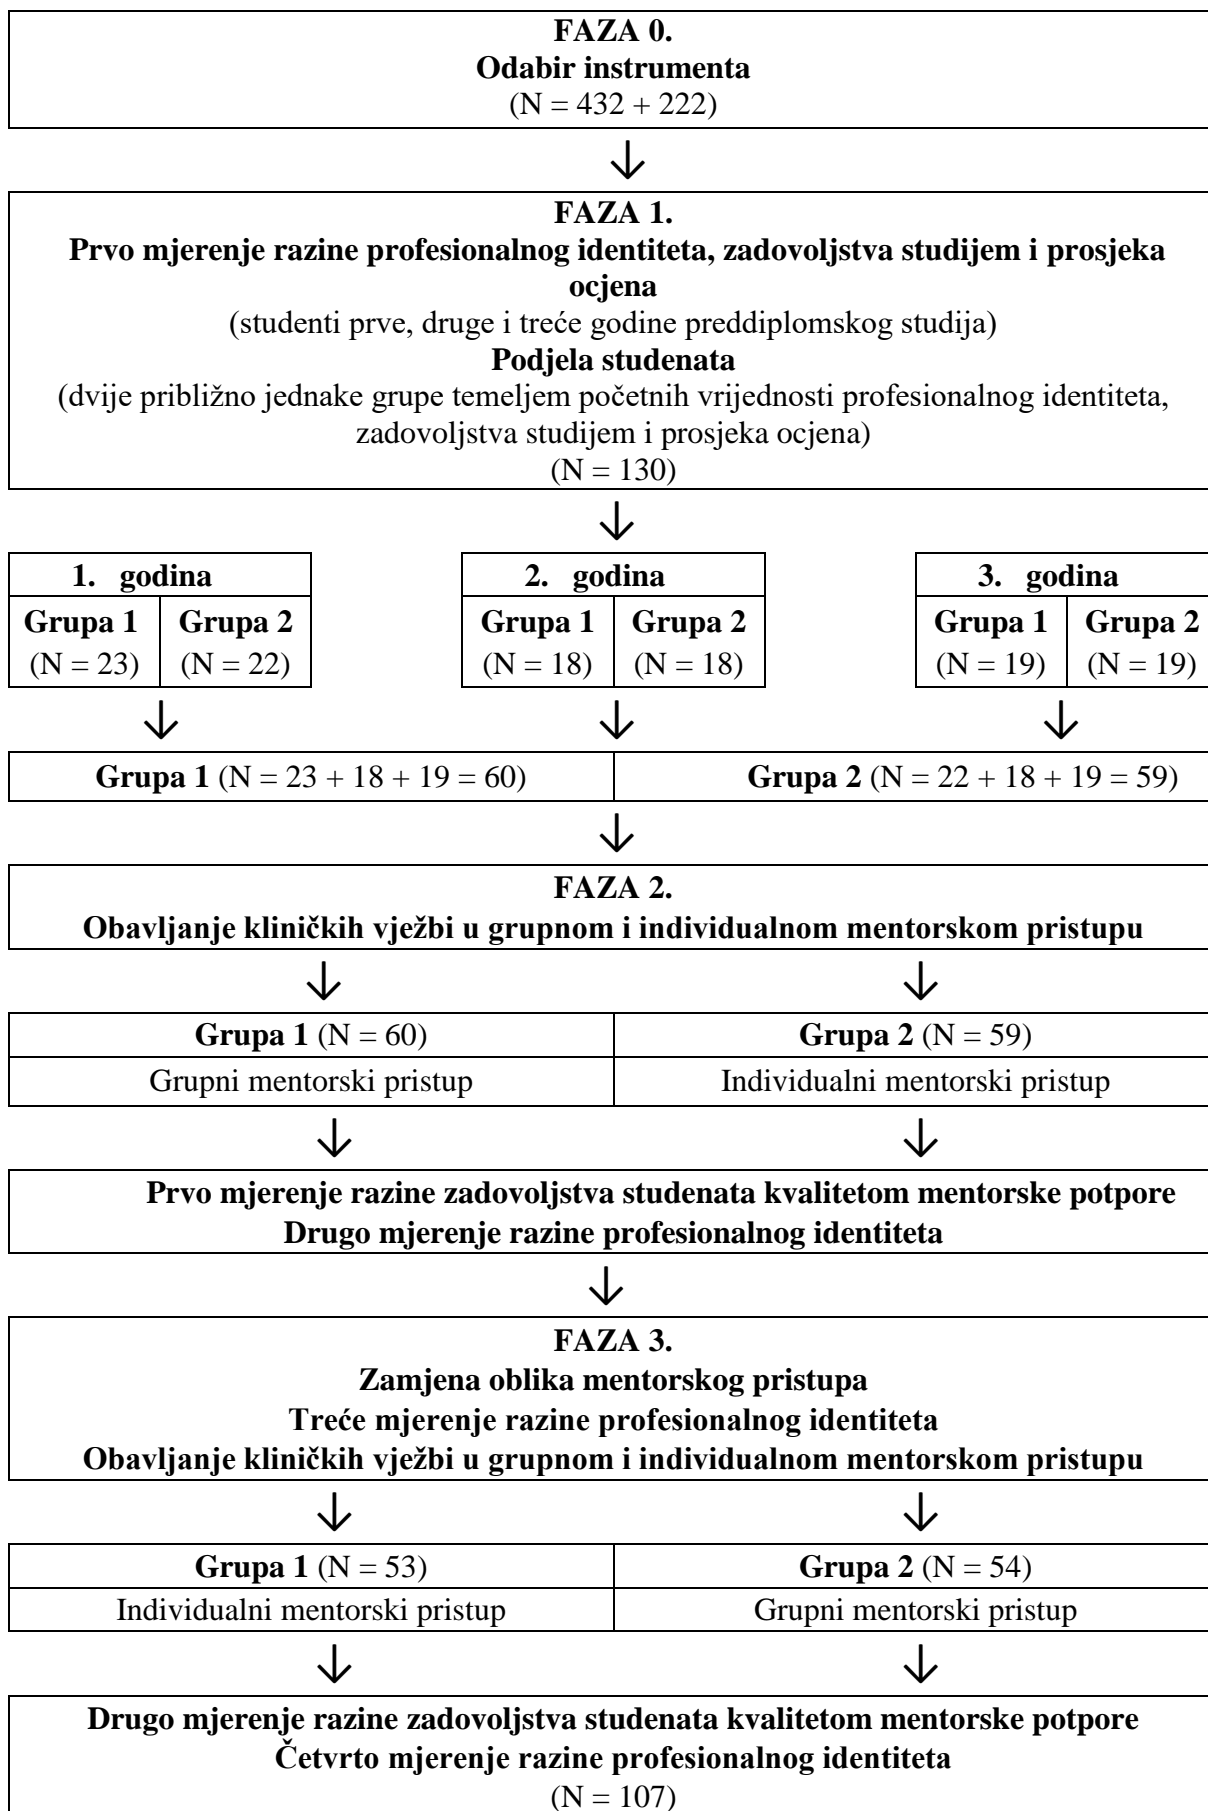 FAZA 0.
Odabir instrumenta
(N = 432 + 222)
FAZA 1.
Prvo mjerenje razine profesionalnog identiteta, zadovoljstva studijem i prosjeka
ocjena
(studenti prve, druge i treće godine preddiplomskog studija)
Podjela studenata
(dvije približno jednake grupe temeljem početnih vrijednosti profesionalnog identiteta,
zadovoljstva studijem i prosjeka ocjena)
(N = 130)
1. godina
Grupa 1 Grupa 2
(N = 23) (N = 22)
2. godina
Grupa 1 Grupa 2
(N = 18) (N = 18)
3. godina
Grupa 1 Grupa 2
(N = 19) (N = 19)
Grupa 1 (N = 23 + 18 + 19 = 60)
Grupa 2 (N = 22 + 18 + 19 = 59)
FAZA 2.
Obavljanje kliničkih vježbi u grupnom i individualnom mentorskom pristupu
Grupa 1 (N = 60)
Grupni mentorski pristup
Grupa 2 (N = 59)
Individualni mentorski pristup
Prvo mjerenje razine zadovoljstva studenata kvalitetom mentorske potpore
Drugo mjerenje razine profesionalnog identiteta
FAZA 3.
Zamjena oblika mentorskog pristupa
Treće mjerenje razine profesionalnog identiteta
Obavljanje kliničkih vježbi u grupnom i individualnom mentorskom pristupu
Grupa 1 (N = 53)
Individualni mentorski pristup
Grupa 2 (N = 54)
Grupni mentorski pristup
Drugo mjerenje razine zadovoljstva studenata kvalitetom mentorske potpore
Četvrto mjerenje razine profesionalnog identiteta
(N = 107)